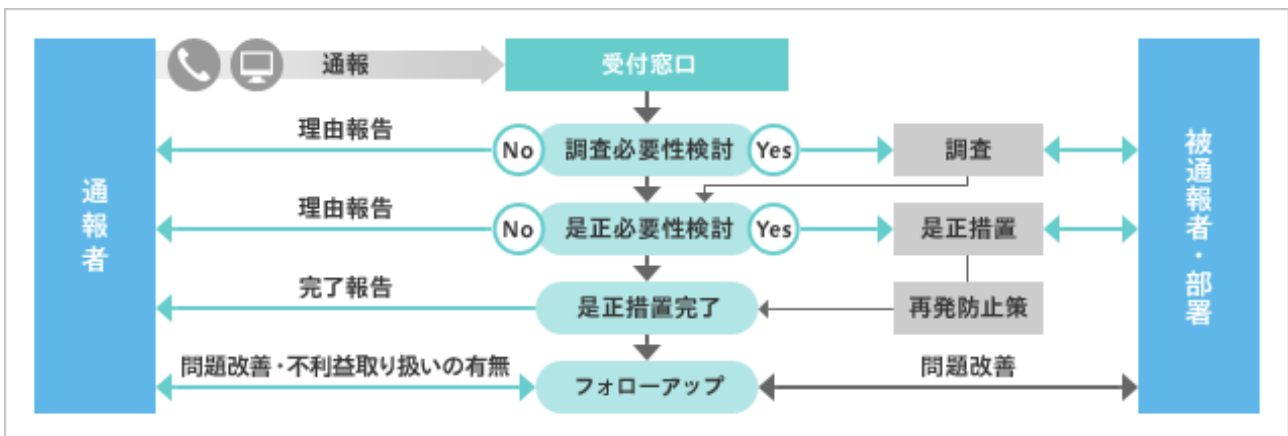 通報
受付窓口
理由報告
No
調査必要性検討
Yes
調査
通報者
被通報者・部署
理由報告
No
是正必要性検討
Yes
是正措置
完了報告
是正措置完了
再発防止策
問題改善・不利益取り扱いの有無
フォローアップ
問題改善